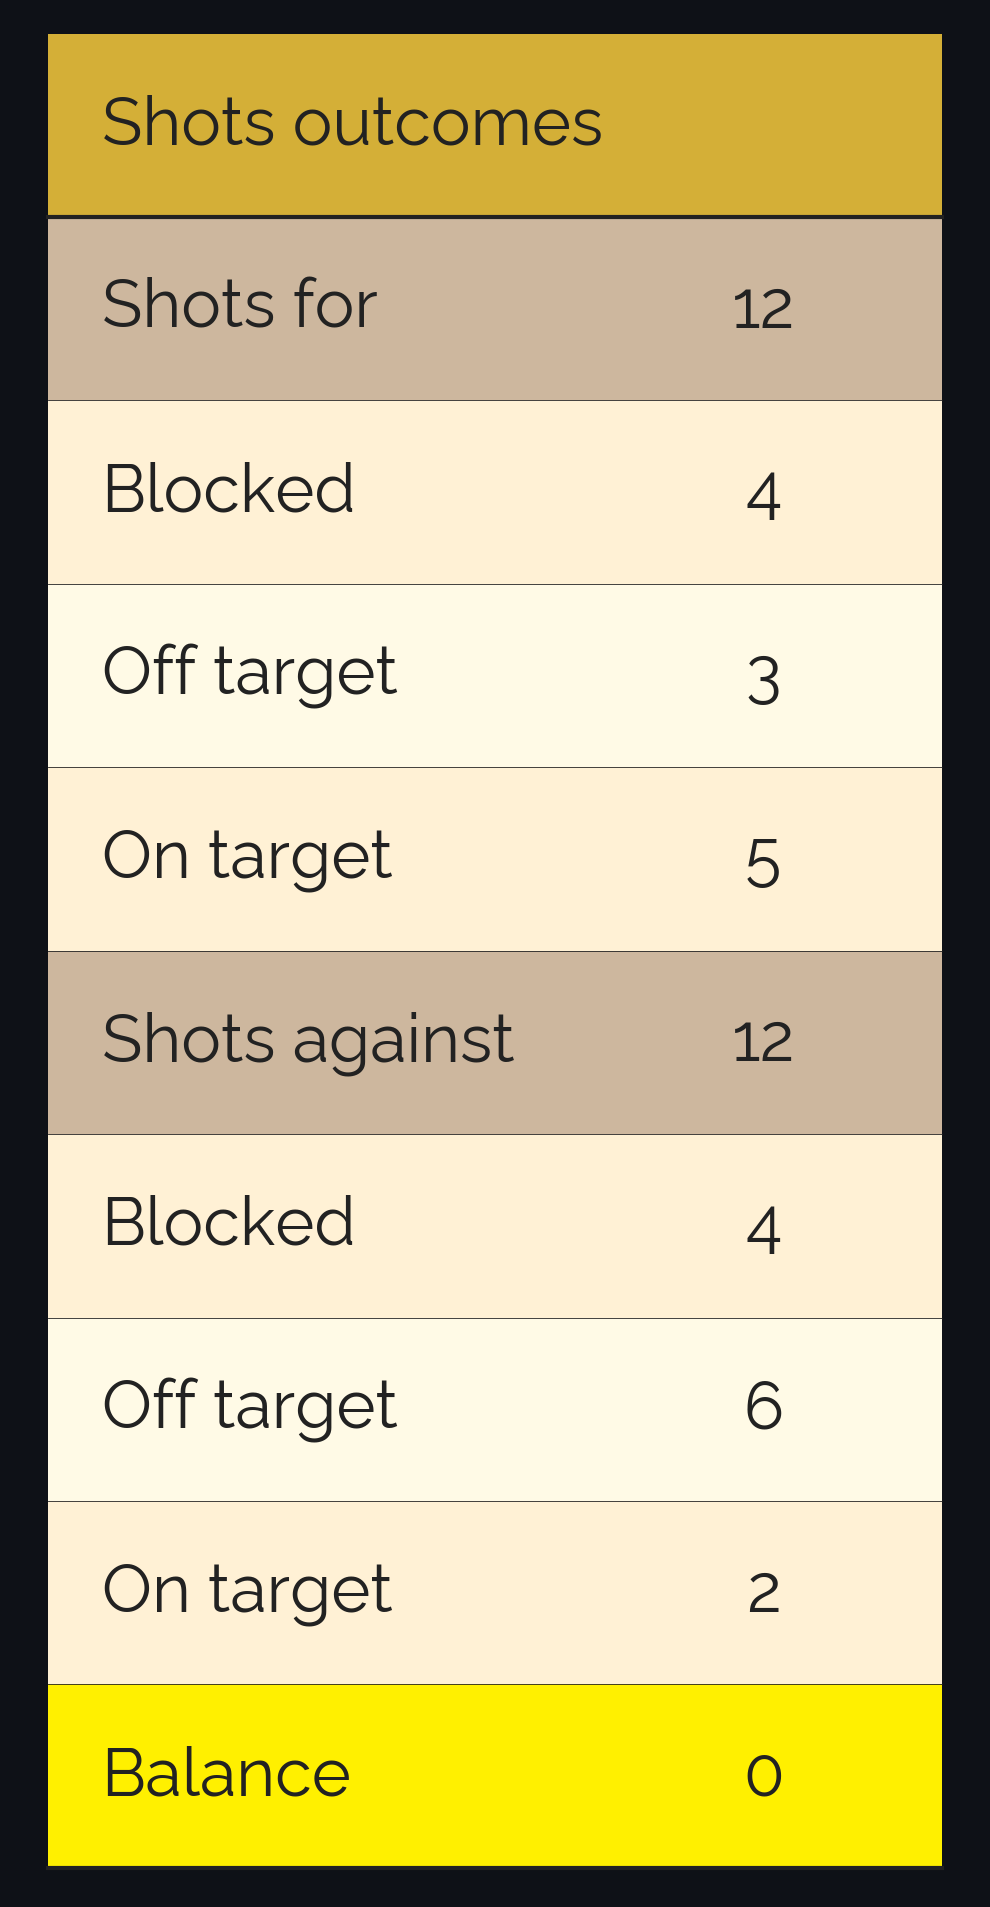 Shots outcomes
Shots for 12
Blocked 4
Off target 3
On target 5
Shots against 12
Blocked 4
Off target 6
On target 2
Balance 0